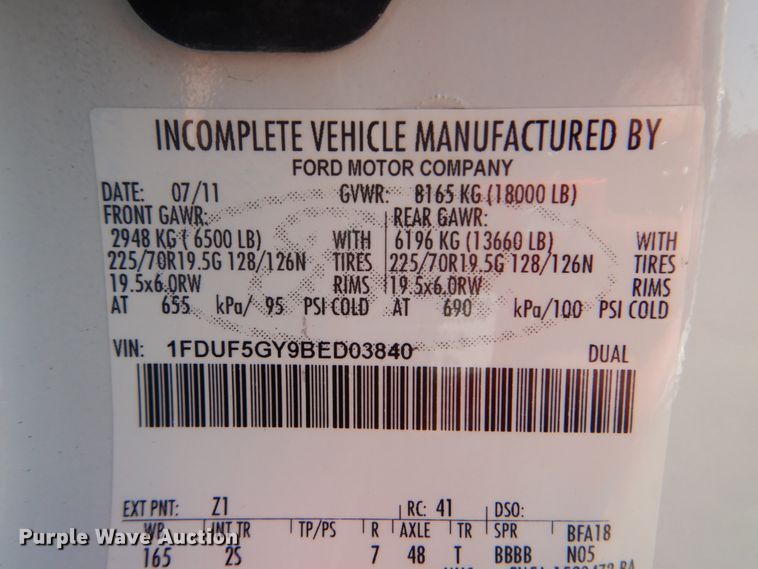 INCOMPLETE VEHICLE MANUFACTURED BY
FORD MOTOR COMPANY
DATE: 07/11 GVWR: 8165 KG (18000 LB)
FRONT GAWR: REAR GAWR:
2948 KG ( 6500 LB) WITH 6196 KG (13660 LB) WITH
225/70R19.5G 128/126N TIRES 225/70R19.5G 128/126N TIRES
19.5x6.0RW RIMS 19.5x6.0RW RIMS
AT 655 kPa/ 95 PSI COLD AT 690 kPa/100 PSI COLD
VIN: 1FDUF5GY9BED03840 DUAL
EXT PNT: Z1 RC: 41 DSO:
WB INT TR TP/PS R AXLE TR SPR BFA18
165 2S 7 48 T BBBB N05
Purple Wave Auction